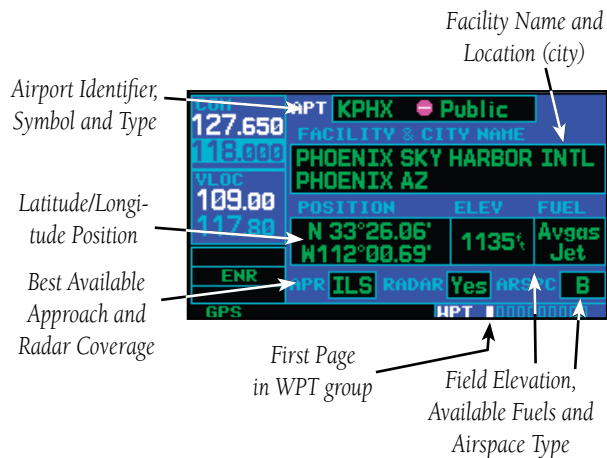 Facility Name and
Location (city)
Airport Identifier,
Symbol and Type
COM
127.650
118.000
VLOC
109.00
117.80
ENR
GPS
APT KPHX Public
FACILITY & CITY NAME
PHOENIX SKY HARBOR INTL
PHOENIX AZ
POSITION ELEV FUEL
N 33°26.06'
W112°00.69'
1135ft
Avgas
Jet
APR ILS RADAR Yes ARSPC B
WPT
Latitude/Longi-
tude Position
Best Available
Approach and
Radar Coverage
First Page
in WPT group
Field Elevation,
Available Fuels and
Airspace Type